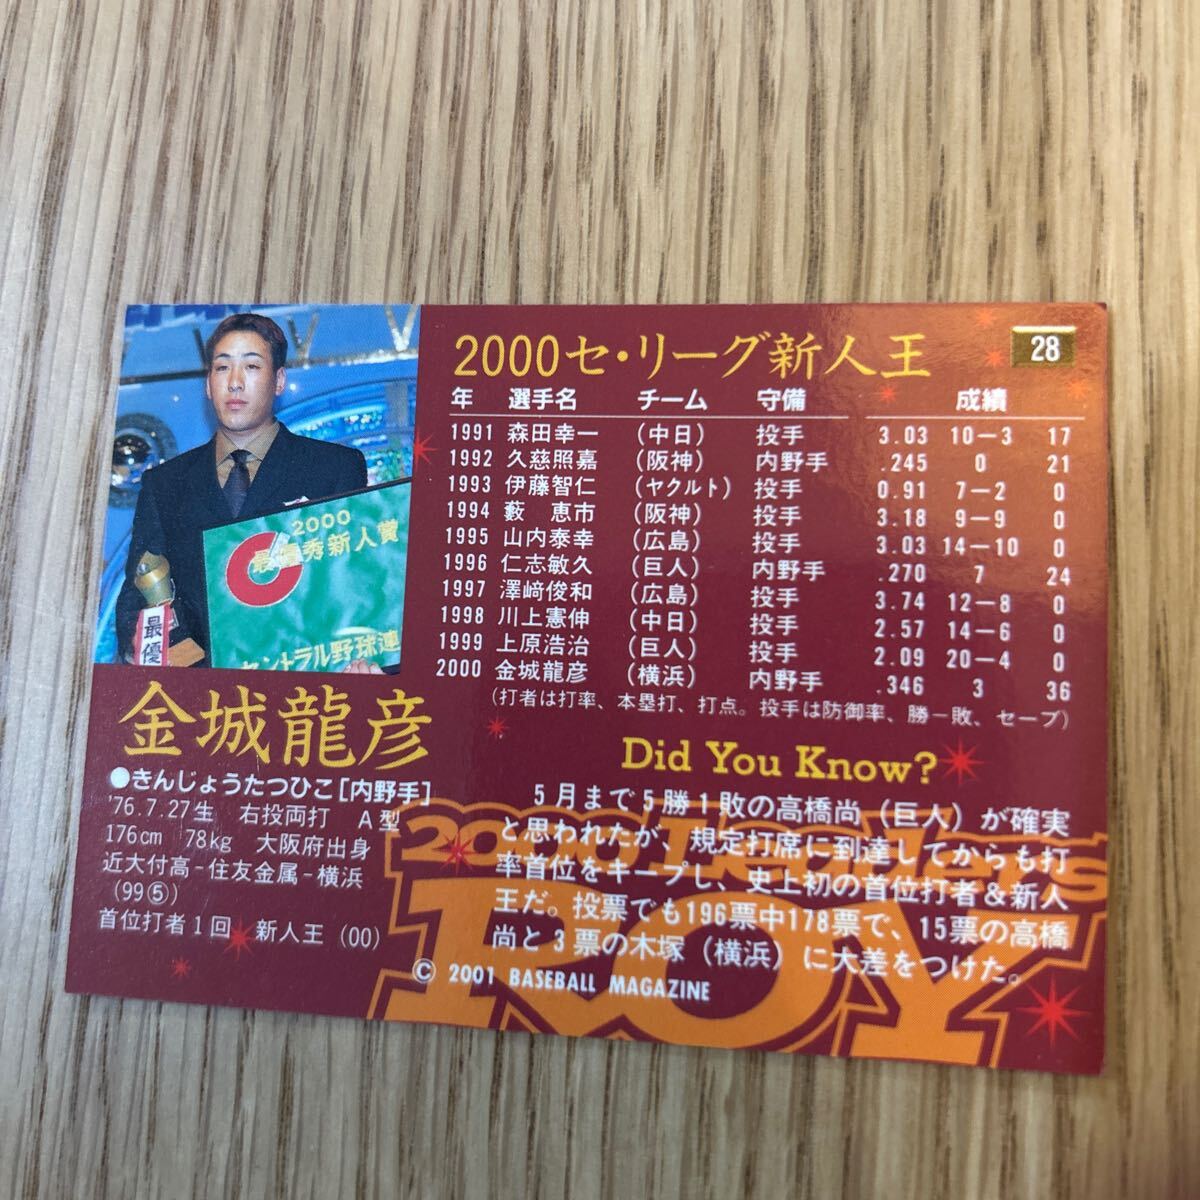 2000セ・リーグ新人王
28
年 選手名 チーム 守備 成績
1991 森田幸一 (中日) 投手 3.03 10-3 17
1992 久慈照嘉 (阪神) 内野手 .245 0 21
1993 伊藤智仁 (ヤクルト) 投手 0.91 7-2 0
1994 藪 恵市 (阪神) 投手 3.18 9-9 0
1995 山内泰幸 (広島) 投手 3.03 14-10 0
1996 仁志敏久 (巨人) 内野手 .270 7 24
1997 澤﨑俊和 (広島) 投手 3.74 12-8 0
1998 川上憲伸 (中日) 投手 2.57 14-6 0
1999 上原浩治 (巨人) 投手 2.09 20-4 0
2000 金城龍彦 (横浜) 内野手 .346 3 36
(打者は打率、本塁打、打点。投手は防御率、勝-敗、セーブ)
2000
最優秀新人賞
セントラル野球連
最優
金城龍彦
●きんじょうたつひこ[内野手]
'76.7.27生 右投両打 A型
176cm 78kg 大阪府出身
近大付高-住友金属-横浜
(99⑤)
首位打者1回 新人王(00)
Did You Know?
5月まで5勝1敗の高橋尚(巨人)が確実
と思われたが、規定打席に到達してからも打
率首位をキープし、史上初の首位打者&新人
王だ。投票でも196票中178票で、15票の高橋
尚と3票の木塚(横浜)に大差をつけた。
2000 Leaders
ROY
© 2001 BASEBALL MAGAZINE